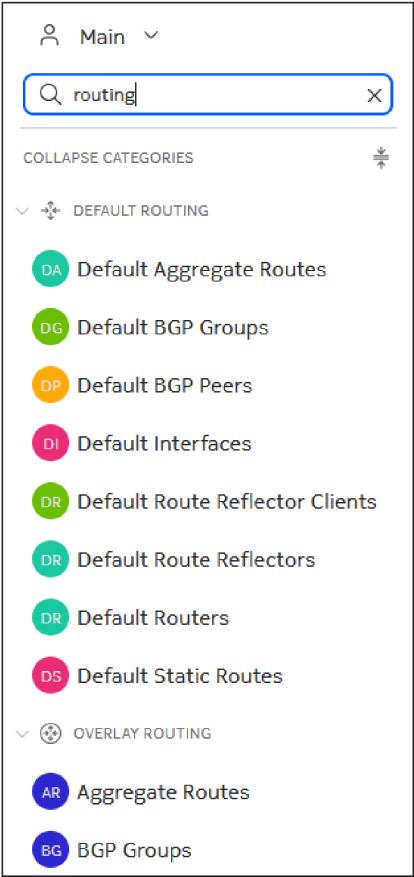 Main
routing
COLLAPSE CATEGORIES
DEFAULT ROUTING
DA Default Aggregate Routes
DG Default BGP Groups
DP Default BGP Peers
DI Default Interfaces
DR Default Route Reflector Clients
DR Default Route Reflectors
DR Default Routers
DS Default Static Routes
OVERLAY ROUTING
AR Aggregate Routes
BG BGP Groups